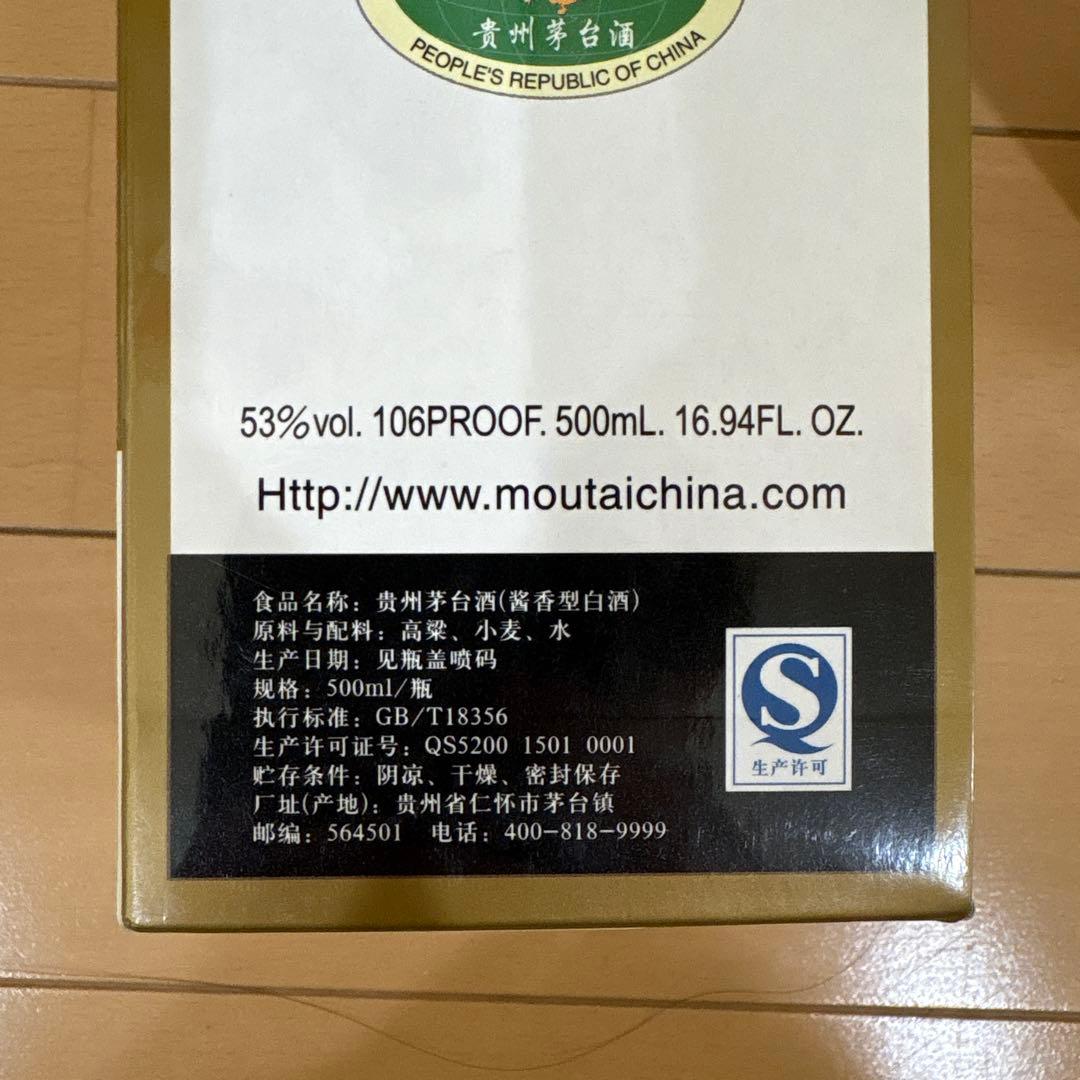 贵州茅台酒
PEOPLE'S REPUBLIC OF CHINA
53%vol. 106PROOF. 500mL. 16.94FL. OZ.
Http://www.moutaichina.com
食品名称：贵州茅台酒(酱香型白酒)
原料与配料：高粱、小麦、水
生产日期：见瓶盖喷码
规格：500ml/瓶
执行标准：GB/T18356
生产许可证号：QS5200 1501 0001
贮存条件：阴凉、干燥、密封保存
厂址(产地)：贵州省仁怀市茅台镇
邮编：564501 电话：400-818-9999
QS
生产许可